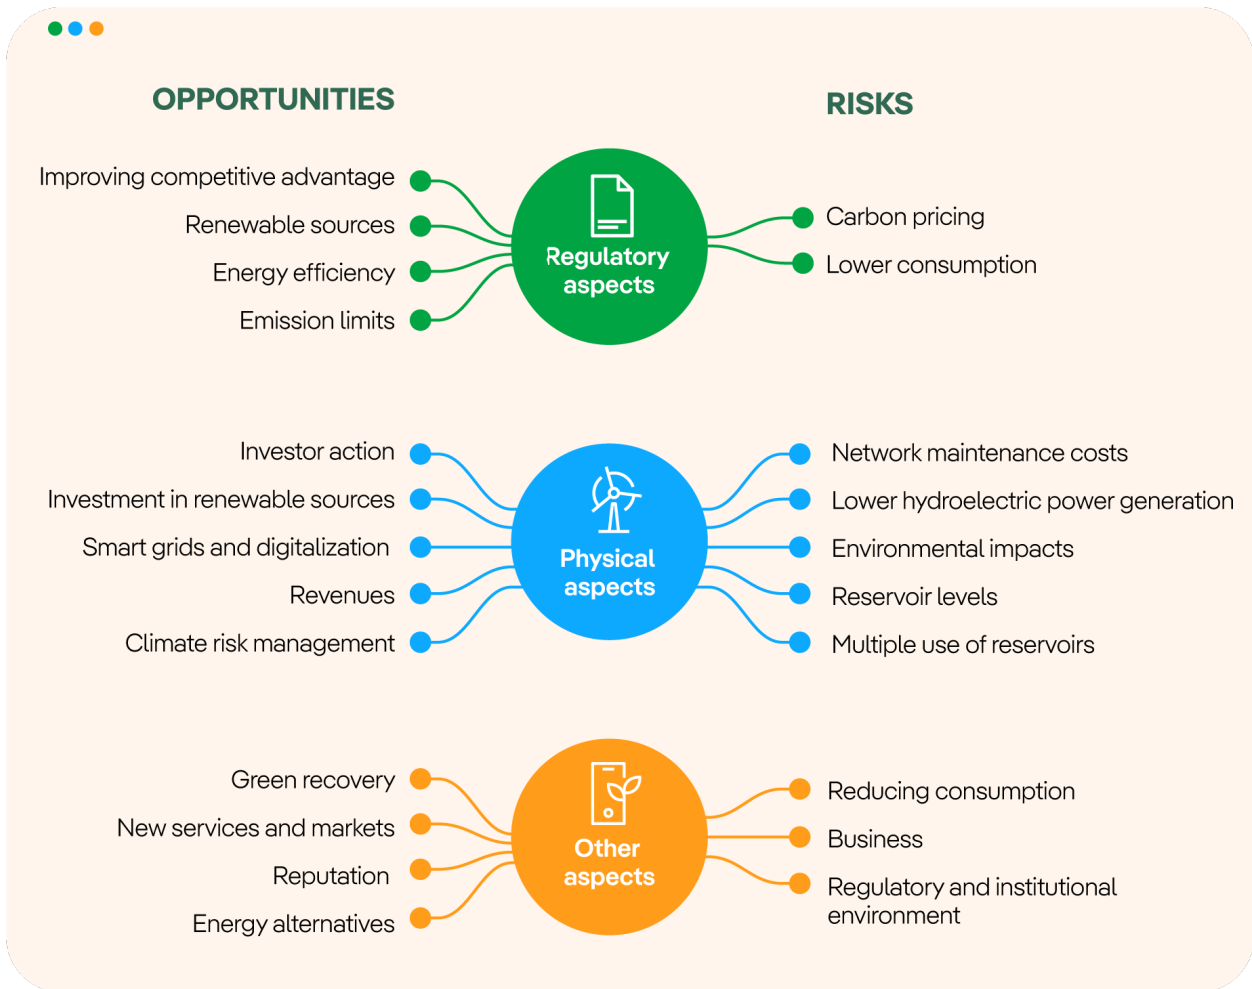 OPPORTUNITIES
RISKS
Improving competitive advantage
Renewable sources
Energy efficiency
Emission limits
Regulatory
aspects
Carbon pricing
Lower consumption
Investor action
Investment in renewable sources
Smart grids and digitalization
Revenues
Climate risk management
Physical
aspects
Network maintenance costs
Lower hydroelectric power generation
Environmental impacts
Reservoir levels
Multiple use of reservoirs
Green recovery
New services and markets
Reputation
Energy alternatives
Other
aspects
Reducing consumption
Business
Regulatory and institutional
environment